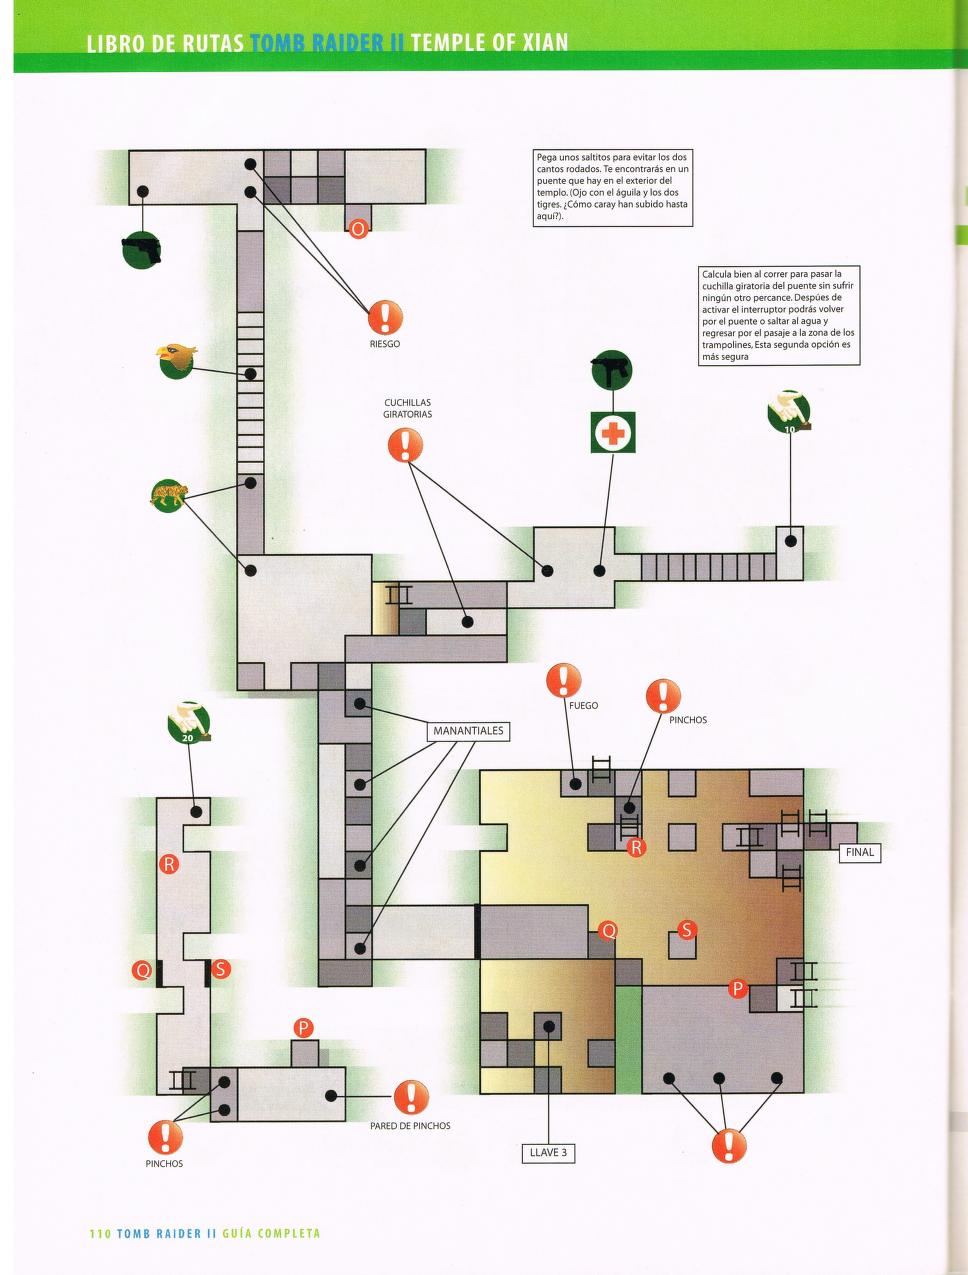 LIBRO DE RUTAS TOMB RAIDER II TEMPLE OF XIAN
Pega unos saltitos para evitar los dos
cantos rodados. Te encontrarás en un
puente que hay en el exterior del
templo. (Ojo con el águila y los dos
tigres. ¿Cómo caray han subido hasta
aquí?).
O
RIESGO
Calcula bien al correr para pasar la
cuchilla giratoria del puente sin sufrir
ningún otro percance. Despúes de
activar el interruptor podrás volver
por el puente o saltar al agua y
regresar por el pasaje a la zona de los
trampolines, Esta segunda opción es
más segura
CUCHILLAS
GIRATORIAS
10
FUEGO
PINCHOS
MANANTIALES
20
R
R
FINAL
Q
S
Q
S
P
P
PARED DE PINCHOS
PINCHOS
LLAVE 3
110 TOMB RAIDER II GUÍA COMPLETA